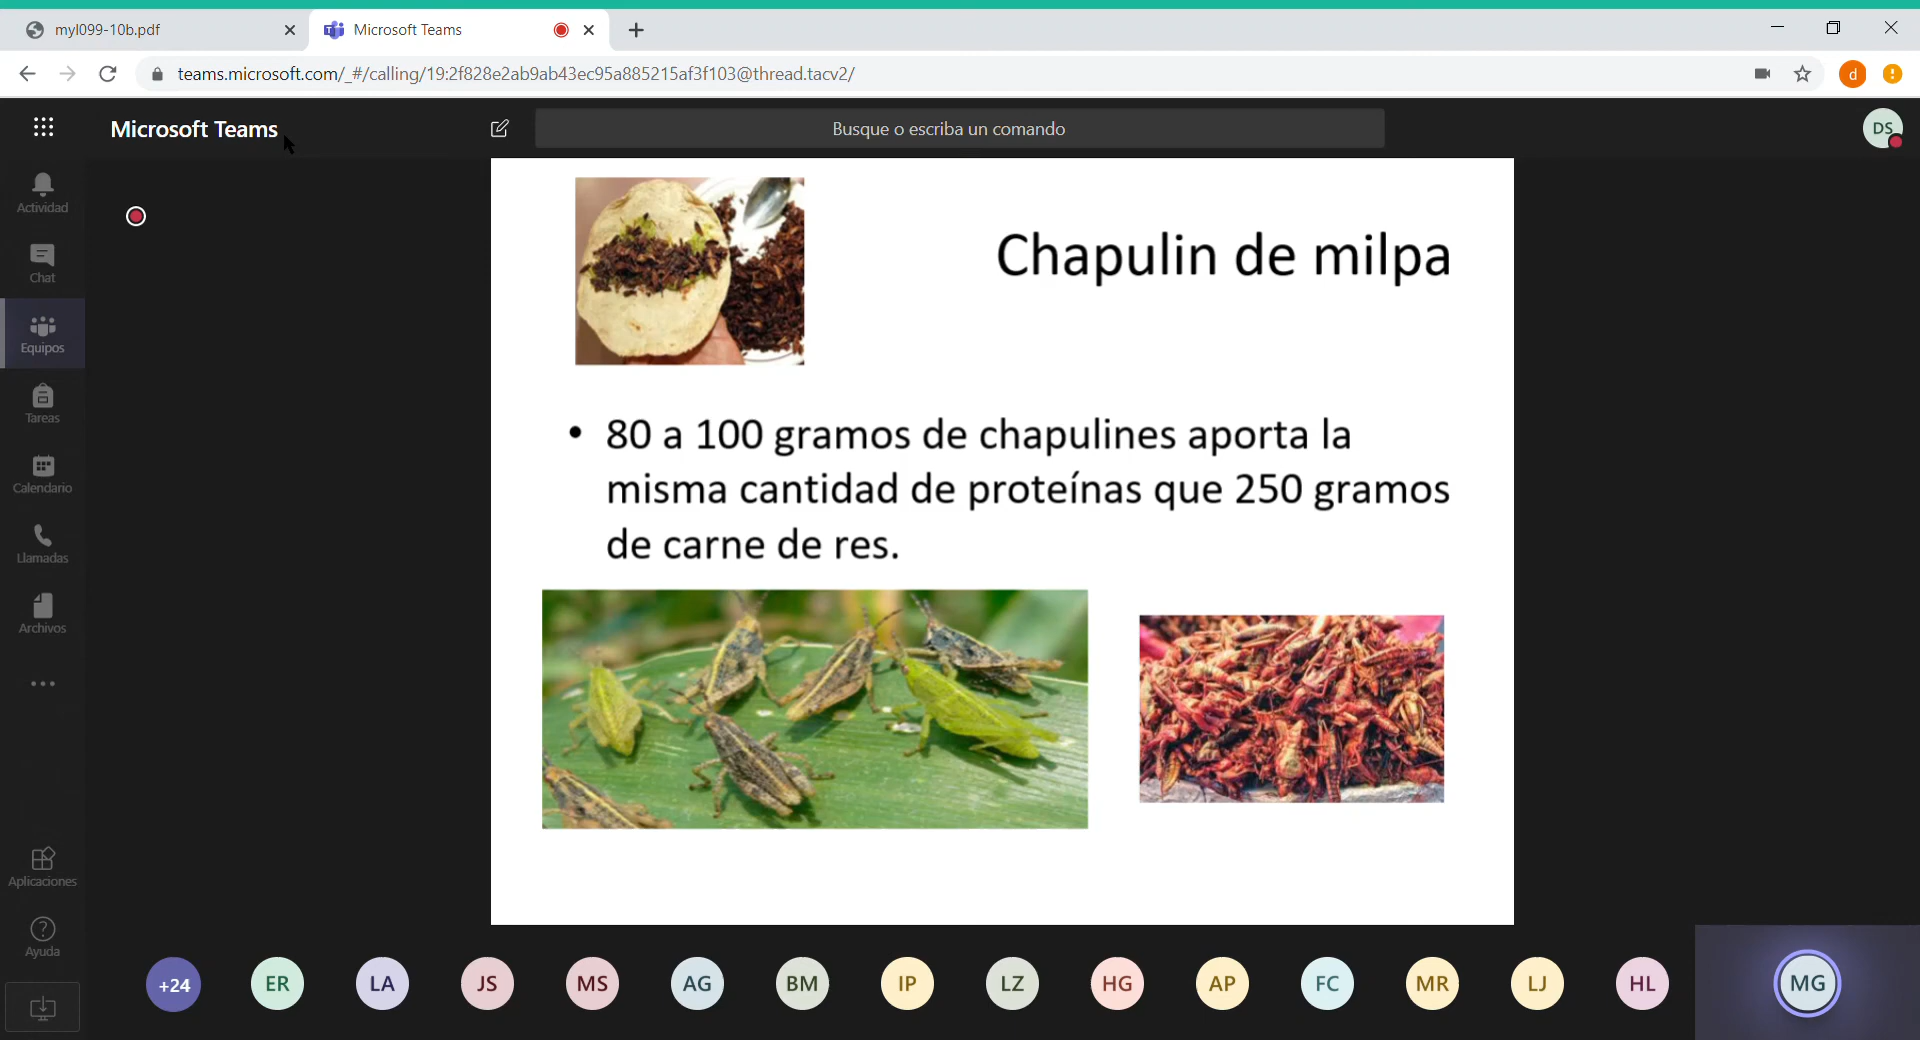 myl099-10b.pdf
Microsoft Teams
teams.microsoft.com/_#/calling/19:2f828e2ab9ab43ec95a885215af3f103@thread.tacv2/
d
Microsoft Teams
Busque o escriba un comando
DS
Actividad
Chat
Equipos
Tareas
Calendario
Llamadas
Archivos
Aplicaciones
Ayuda
Chapulin de milpa
• 80 a 100 gramos de chapulines aporta la
misma cantidad de proteínas que 250 gramos
de carne de res.
+24 ER LA JS MS AG BM IP LZ HG AP FC MR LJ HL MG